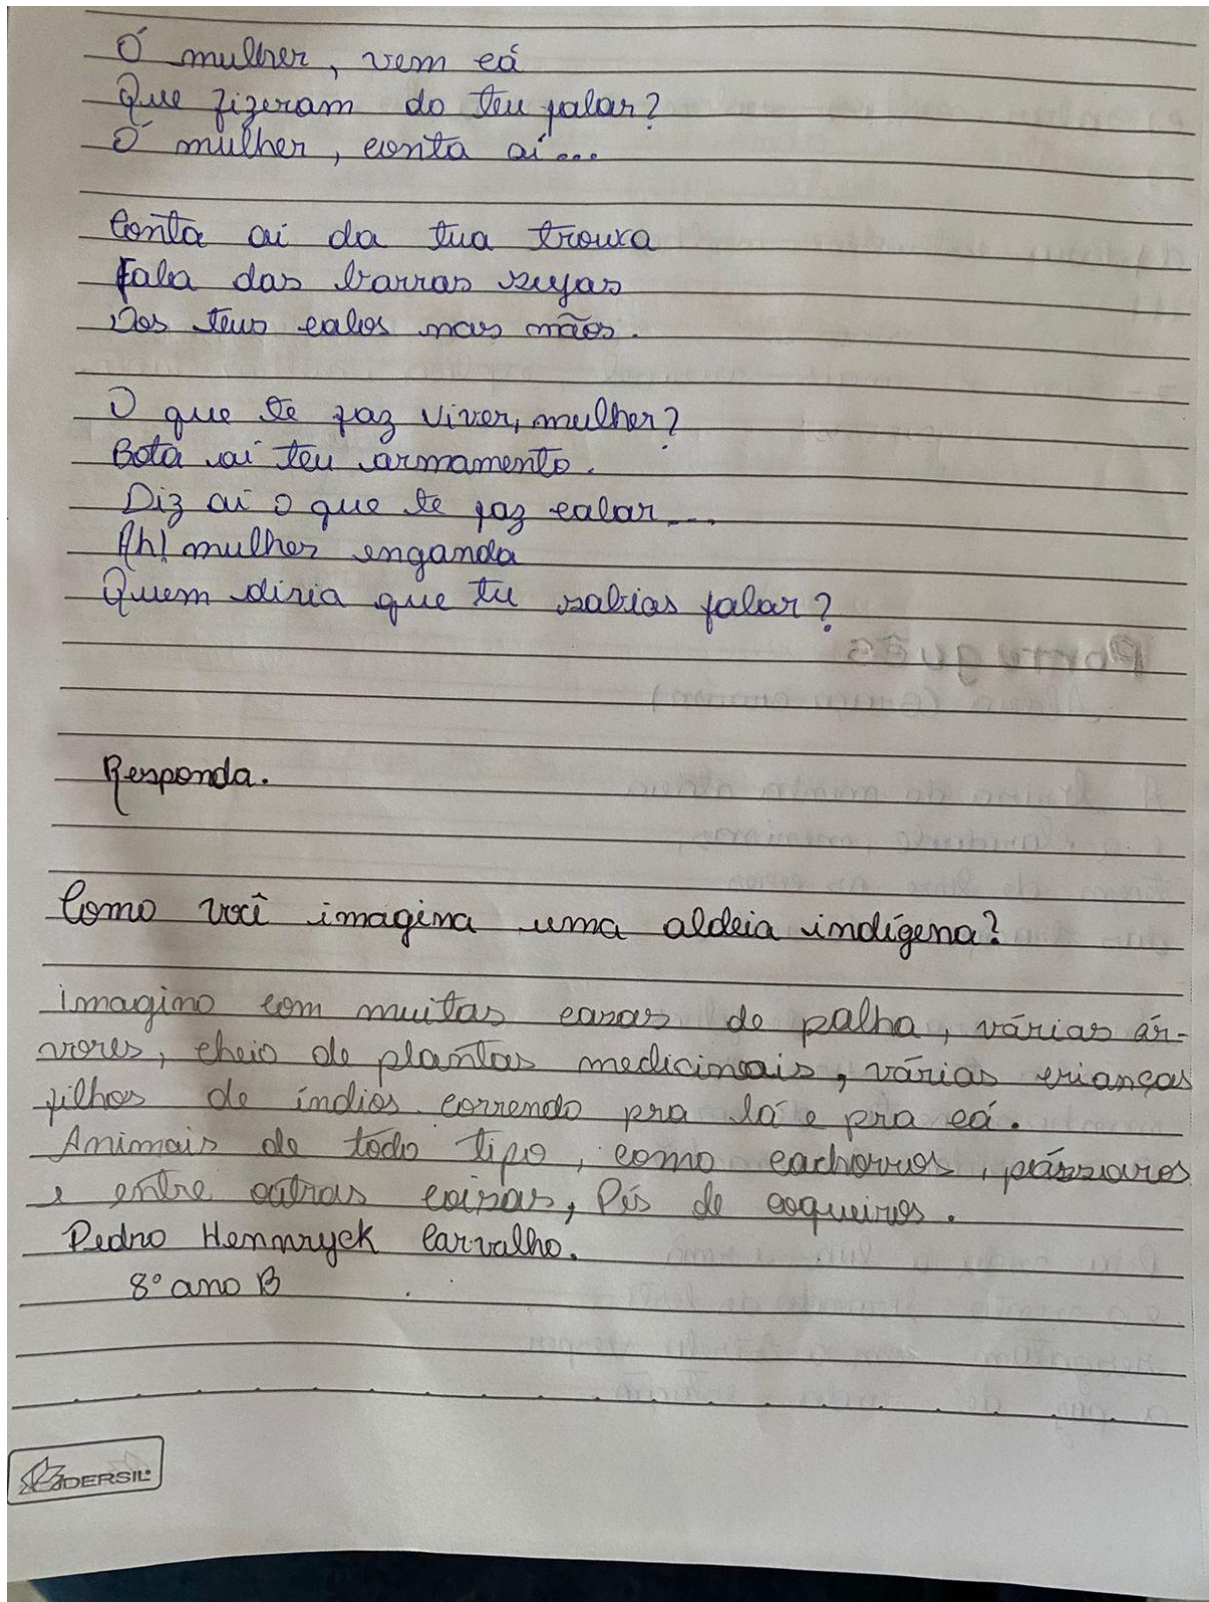 Ó mulher, vem cá
Que fizeram do teu falar?
Ó mulher, conta aí...
Conta aí da tua trouxa
Fala das barras sujas
Dos teus calos nas mãos.
O que te faz viver, mulher?
Bota aí teu armamento.
Diz aí o que te faz calar...
Ah! mulher enganda
Quem diria que tu sabias falar?
Português
Responda.
Como você imagina uma aldeia indígena?
imagino com muitas casas de palha, várias ár-
vores, cheio de plantas medicinais, várias crianças
filhos de índios correndo pra lá e pra cá.
Animais de todo tipo, como cachorros, pássaros
e entre outras coisas, Pés de coqueiros.
Pedro Hennryck Carvalho.
8° ano B
DERSIL